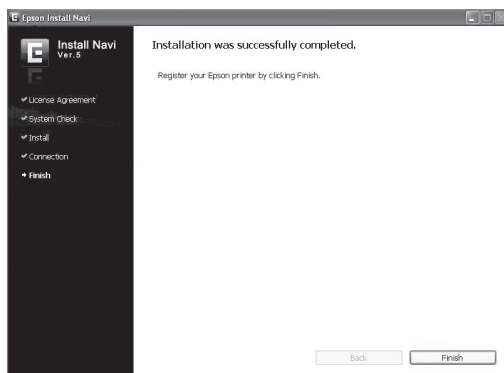 Epson Install Navi
Install Navi
Ver.5
License Agreement
System Check
Install
Connection
Finish
Installation was successfully completed.
Register your Epson printer by clicking Finish.
Back
Finish